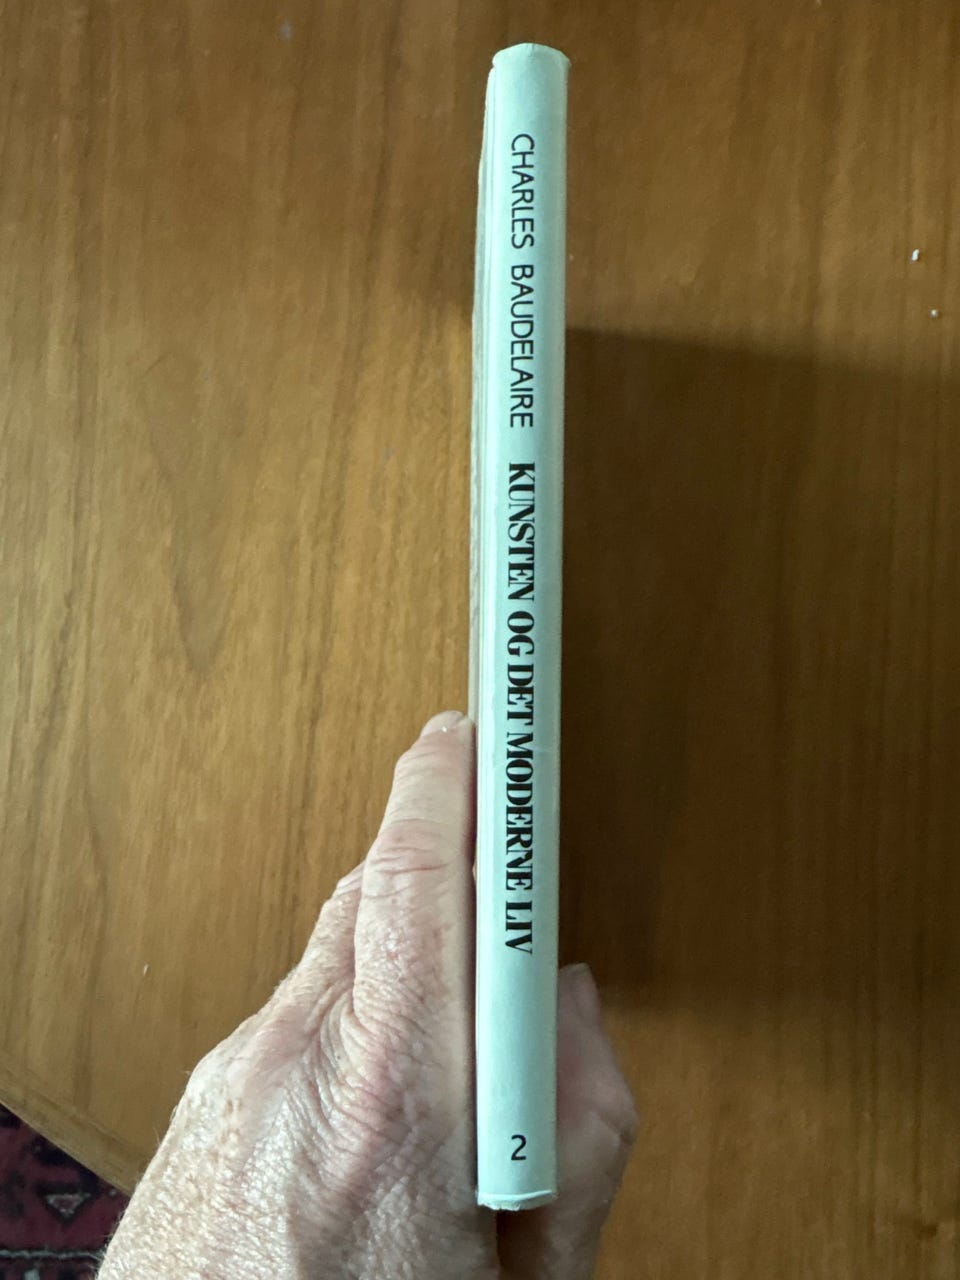 CHARLES BAUDELAIRE KUNSTEN OG DET MODERNE LIV
2